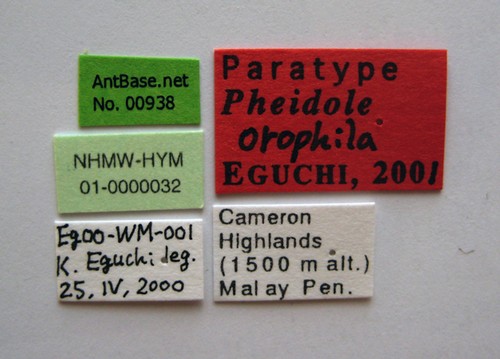 AntBase.net
No. 00938
NHMW-HYM
01-0000032
Eg00-WM-001
K. Eguchi leg.
25, IV, 2000
Paratype
Pheidole
orophila
EGUCHI, 2001
Cameron
Highlands
(1500 m alt.)
Malay Pen.